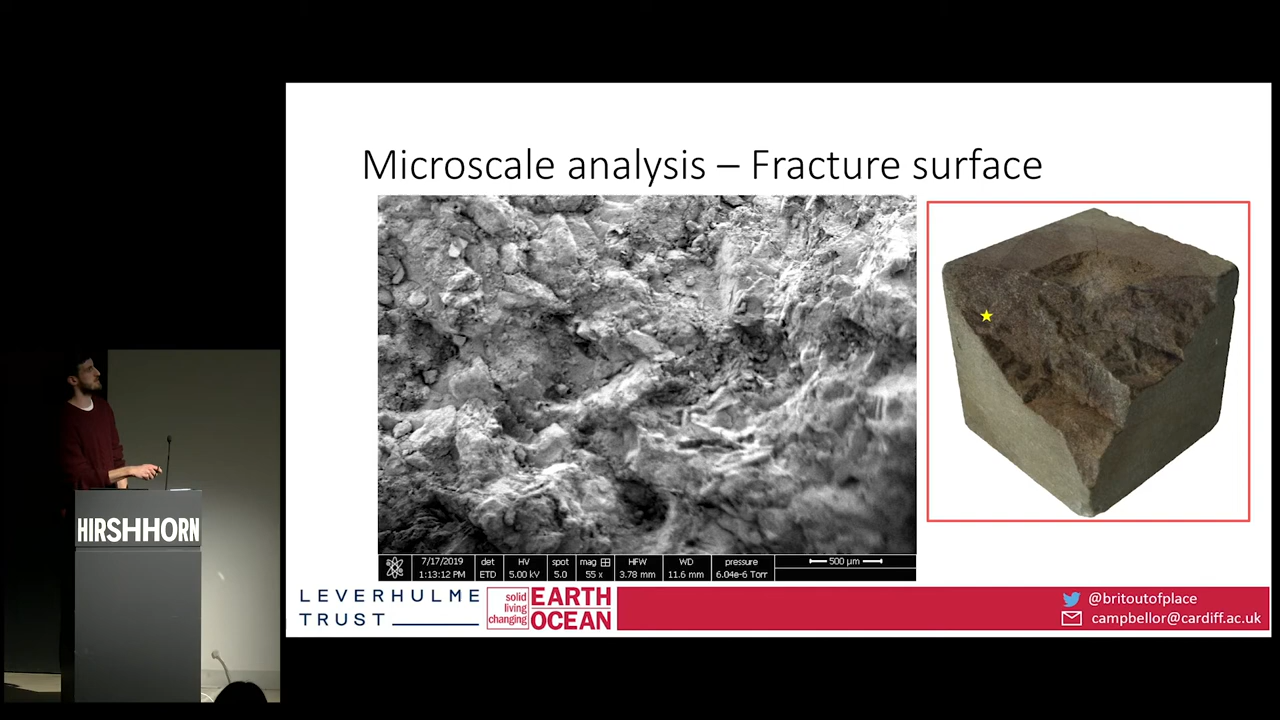 Microscale analysis – Fracture surface
7/17/2019 det HV spot mag HFW WD pressure
1:13:12 PM ETD 5.00 kV 5.0 55 x 3.78 mm 11.6 mm 6.04e-6 Torr
500 µm
HIRSHHORN
LEVERHULME
TRUST
solid
living
changing
EARTH
OCEAN
@britoutofplace
campbellor@cardiff.ac.uk